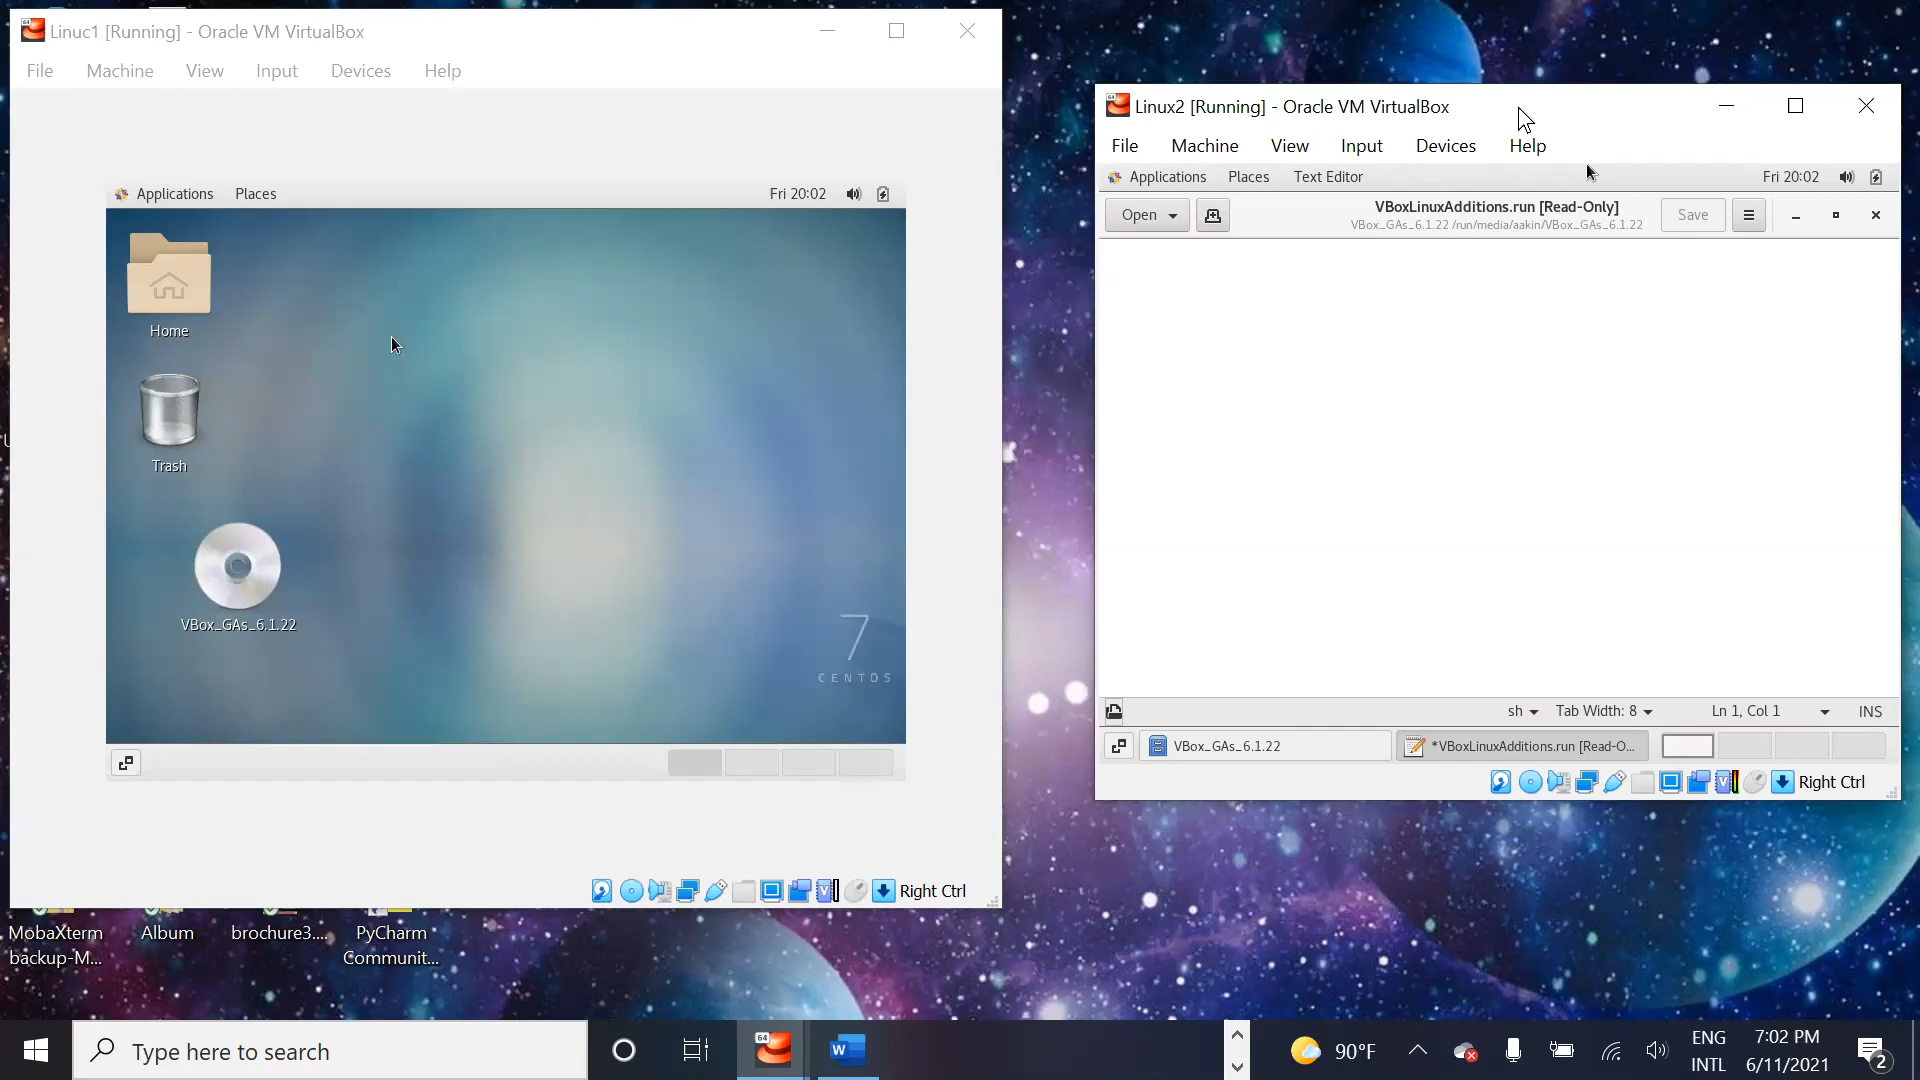 Linuc1 [Running] - Oracle VM VirtualBox
File Machine View Input Devices Help
Applications Places Fri 20:02
Home
Trash
VBox_GAs_6.1.22
7
CENTOS
Right Ctrl
Linux2 [Running] - Oracle VM VirtualBox
File Machine View Input Devices Help
Applications Places Text Editor Fri 20:02
Open VBoxLinuxAdditions.run [Read-Only] Save
VBox_GAs_6.1.22 /run/media/aakin/VBox_GAs_6.1.22
sh Tab Width: 8 Ln 1, Col 1 INS
VBox_GAs_6.1.22 *VBoxLinuxAdditions.run [Read-O...
Right Ctrl
MobaXterm
backup-M...
Album
brochure3....
PyCharm
Communit...
Type here to search
64
W
90°F
ENG
INTL
7:02 PM
6/11/2021
2